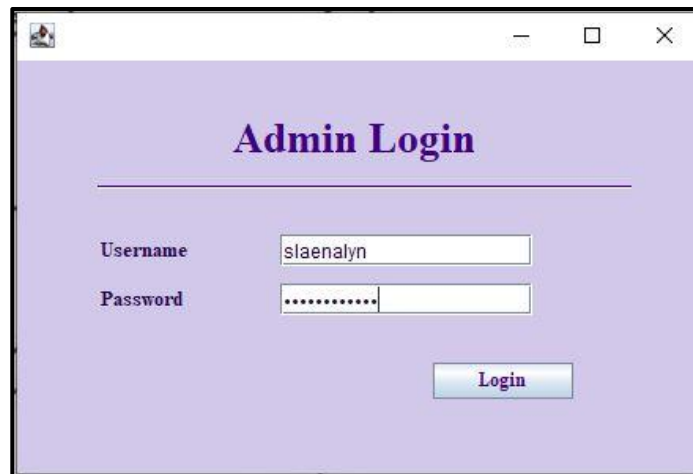 Admin Login
Username slaenalyn
Password ••••••••••••
Login